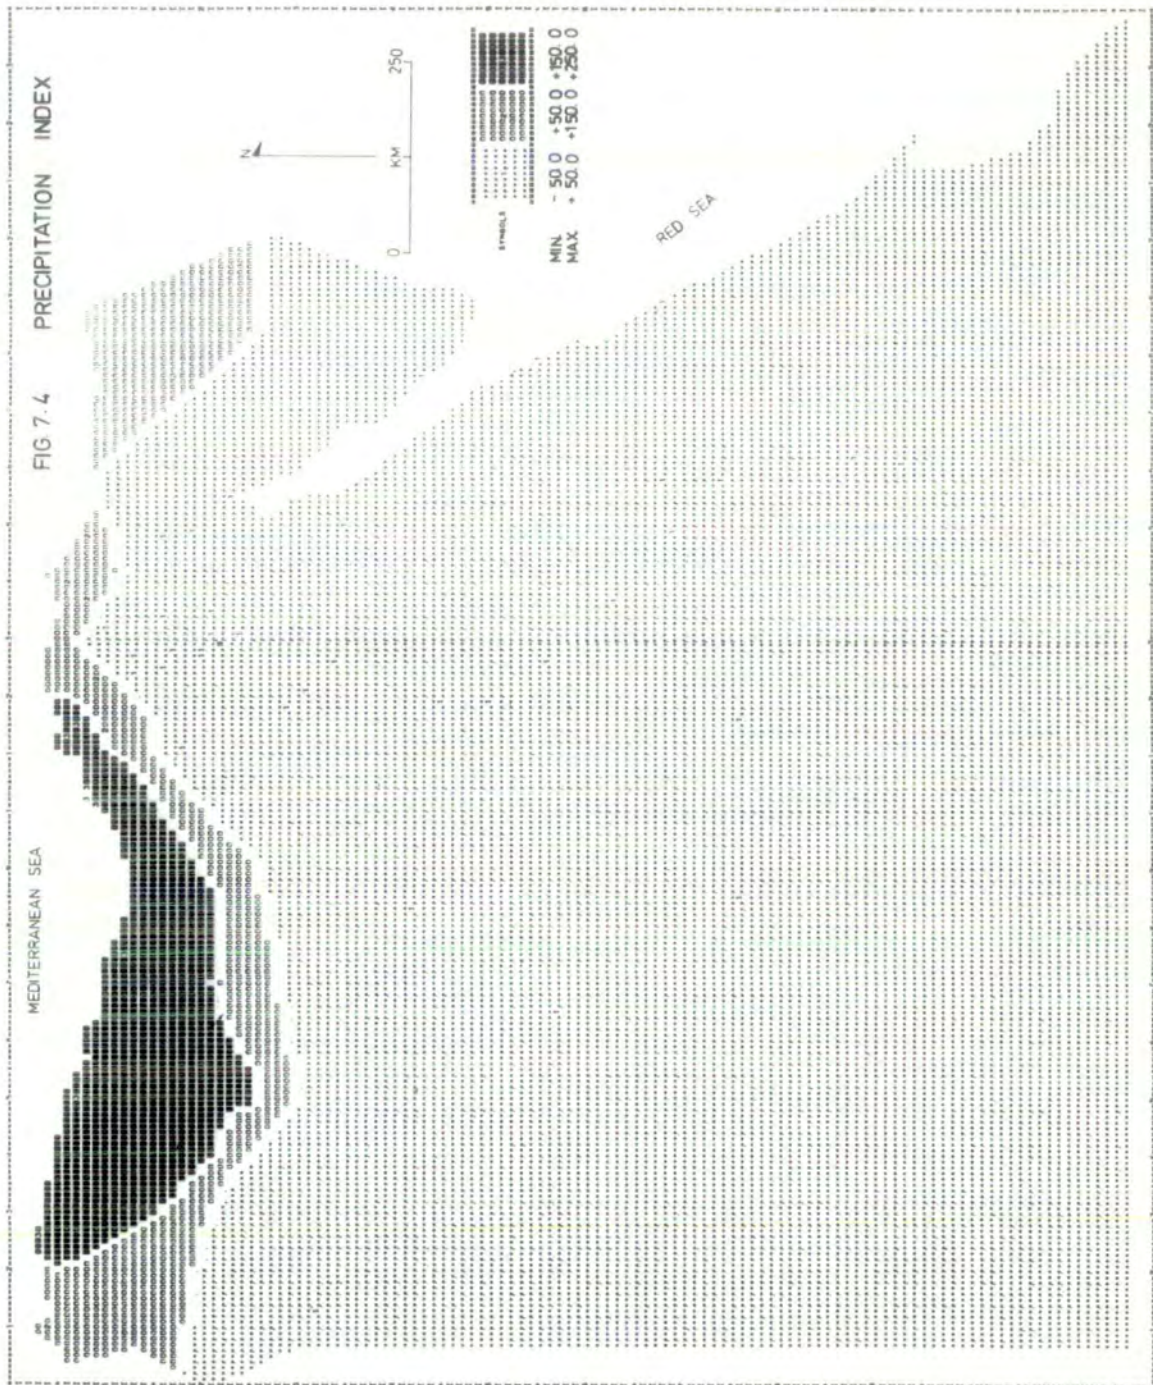 FIG 7.4 PRECIPITATION INDEX
MEDITERRANEAN SEA
N
0 KM 250
SYMBOLS
MIN. - 50.0 +50.0 +150.0
MAX + 50.0 +150.0 +250.0
RED SEA